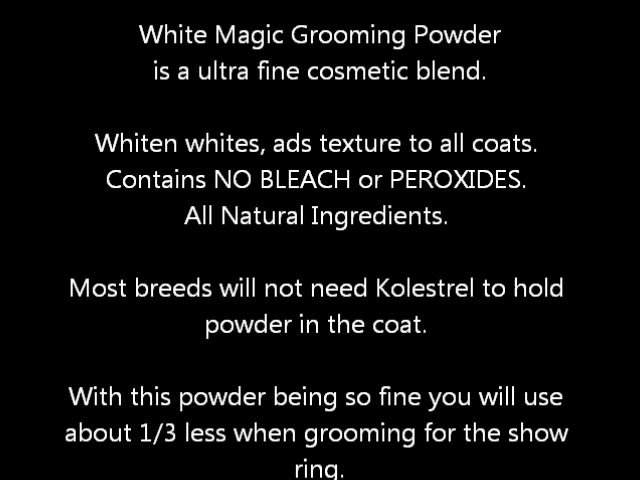 White Magic Grooming Powder
is a ultra fine cosmetic blend.
Whiten whites, ads texture to all coats.
Contains NO BLEACH or PEROXIDES.
All Natural Ingredients.
Most breeds will not need Kolestrel to hold
powder in the coat.
With this powder being so fine you will use
about 1/3 less when grooming for the show
ring.